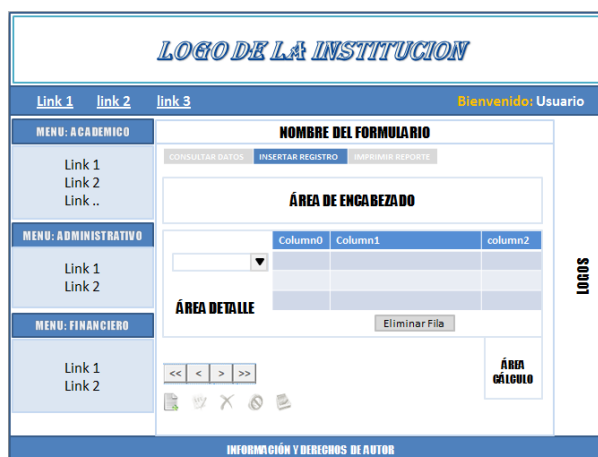 LOGO DE LA INSTITUCION
Link 1 link 2 link 3 Bienvenido: Usuario
MENU: ACADEMICO
Link 1
Link 2
Link ..
MENU: ADMINISTRATIVO
Link 1
Link 2
MENU: FINANCIERO
Link 1
Link 2
NOMBRE DEL FORMULARIO
CONSULTAR DATOS INSERTAR REGISTRO IMPRIMIR REPORTE
ÁREA DE ENCABEZADO
Column0 Column1 column2
ÁREA DETALLE
Eliminar Fila
<< < > >>
ÁREA
CÁLCULO
LOGOS
INFORMACIÓN Y DERECHOS DE AUTOR